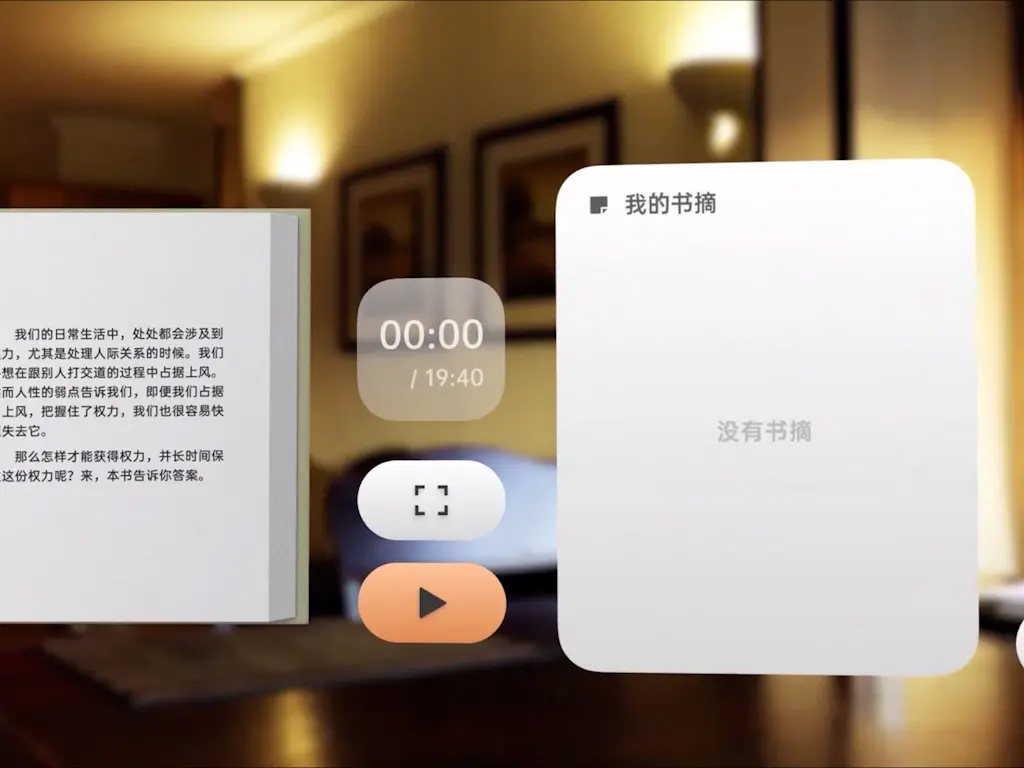 我们的日常生活中，处处都会涉及到
力，尤其是处理人际关系的时候。我们
想在跟别人打交道的过程中占据上风。
而人性的弱点告诉我们，即便我们占据
上风，把握住了权力，我们也很容易快
失去它。
那么怎样才能获得权力，并长时间保
这份权力呢？来，本书告诉你答案。
00:00
/ 19:40
我的书摘
没有书摘